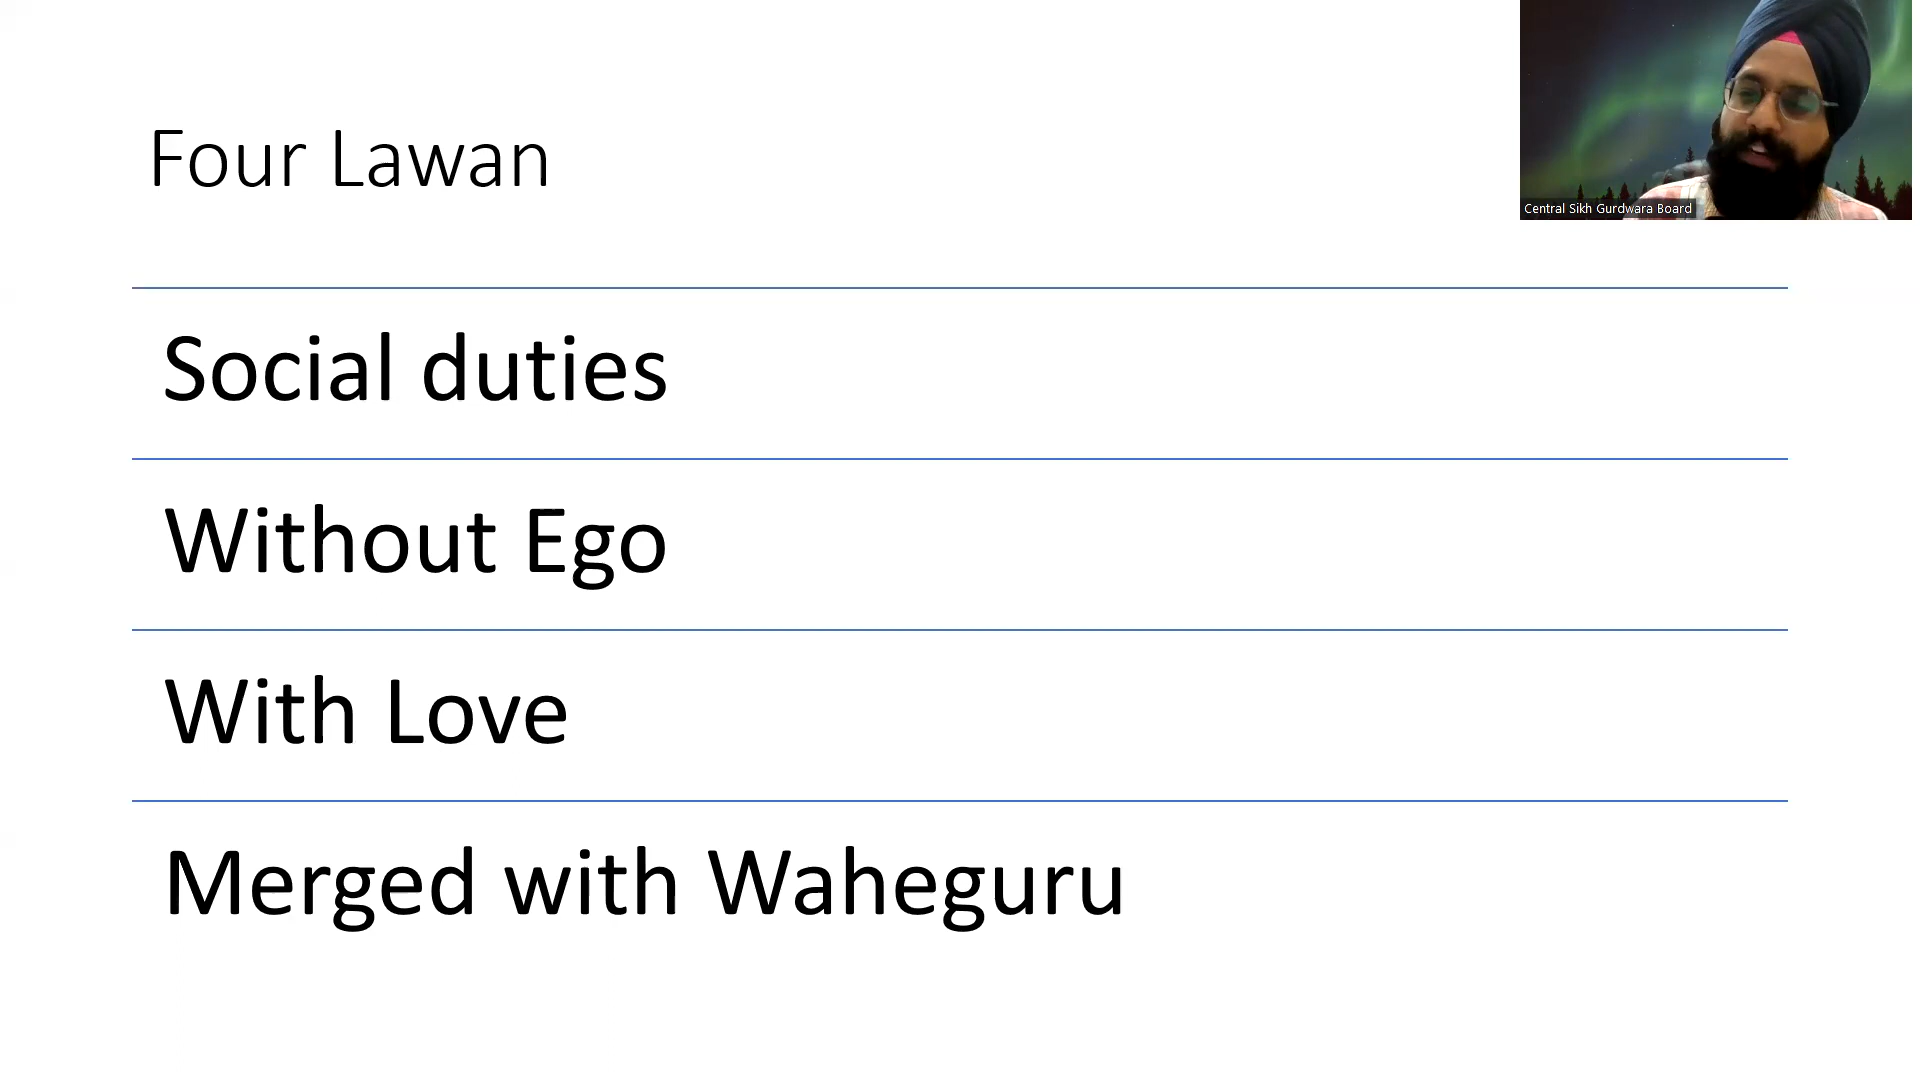 Four Lawan
Central Sikh Gurdwara Board
Social duties
Without Ego
With Love
Merged with Waheguru